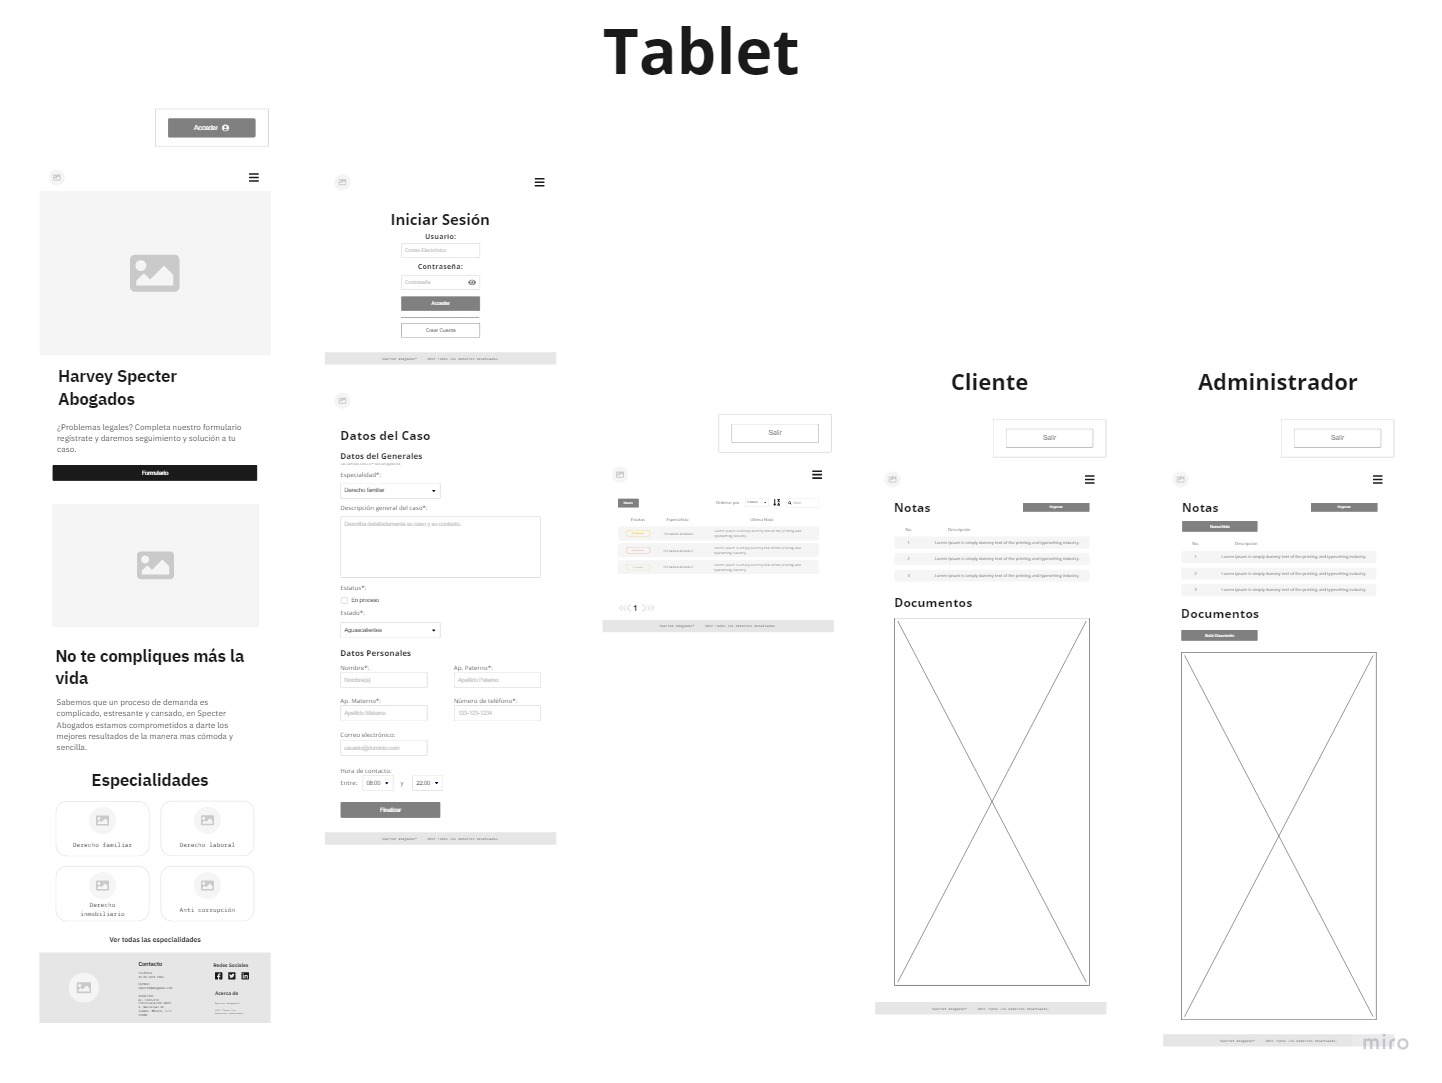 Tablet
Acceder
Harvey Specter
Abogados
¿Problemas legales? Completa nuestro formulario
regístrate y daremos seguimiento y solución a tu
caso.
Formulario
No te compliques más la
vida
Sabemos que un proceso de demanda es
complicado, estresante y cansado, en Specter
Abogados estamos comprometidos a darte los
mejores resultados de la manera mas cómoda y
sencilla.
Especialidades
Derecho familiar
Derecho laboral
Derecho
inmobiliario
Anti corrupción
Ver todas las especialidades
Contacto
Redes Sociales
Acerca de
Iniciar Sesión
Usuario:
Correo Electrónico
Contraseña:
Contraseña
Acceder
Crear Cuenta
Datos del Caso
Datos del Generales
Especialidad*:
Derecho familiar
Descripción general del caso*:
Describe detalladamente su caso y su contexto.
Estatus*:
En proceso
Estado*:
Aguascalientes
Datos Personales
Nombre*:
Ap. Paterno*:
Nombre(s)
Apellido Paterno
Ap. Materno*:
Número de teléfono*:
Apellido Materno
123-123-1234
Correo electrónico:
usuario@dominio.com
Hora de contacto:
Entre: 08:00 y 22:00
Finalizar
Salir
Ordenar por
Estatus Especialista Última Nota
1
Cliente
Salir
Notas
Regresar
No. Descripción
1 Lorem Ipsum is simply dummy text of the printing and typesetting industry.
2 Lorem Ipsum is simply dummy text of the printing and typesetting industry.
3 Lorem Ipsum is simply dummy text of the printing and typesetting industry.
Documentos
Administrador
Salir
Notas
Regresar
Nueva Nota
No. Descripción
1 Lorem Ipsum is simply dummy text of the printing and typesetting industry.
2 Lorem Ipsum is simply dummy text of the printing and typesetting industry.
3 Lorem Ipsum is simply dummy text of the printing and typesetting industry.
Documentos
Subir Documento
miro